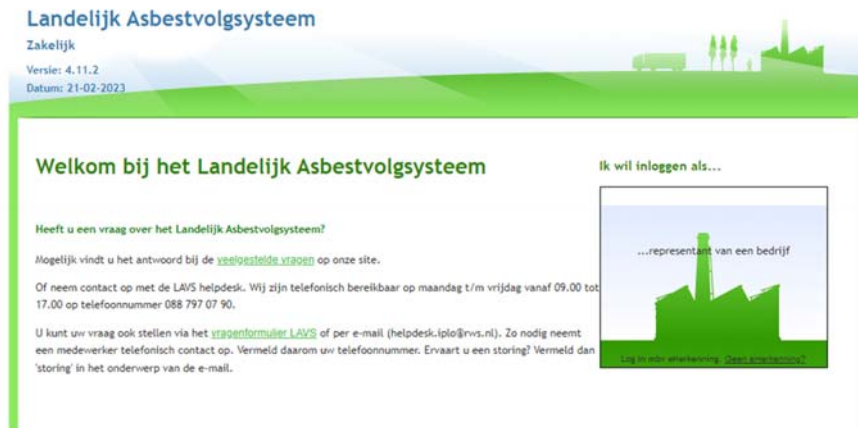 Landelijk Asbestvolgsysteem
Zakelijk
Versie: 4.11.2
Datum: 21-02-2023
Welkom bij het Landelijk Asbestvolgsysteem
Heeft u een vraag over het Landelijk Asbestvolgsysteem?
Mogelijk vindt u het antwoord bij de veelgestelde vragen op onze site.
Of neem contact op met de LAVS helpdesk. Wij zijn telefonisch bereikbaar op maandag t/m vrijdag vanaf 09.00 tot
17.00 op telefoonnummer 088 797 07 90.
U kunt uw vraag ook stellen via het vragenformulier LAVS of per e-mail (helpdesk.iplo@rws.nl). Zo nodig neemt
een medewerker telefonisch contact op. Vermeld daarom uw telefoonnummer. Ervaart u een storing? Vermeld dan
'storing' in het onderwerp van de e-mail.
Ik wil inloggen als...
...representant van een bedrijf
Log in mbv eHerkenning. Geen eHerkenning?